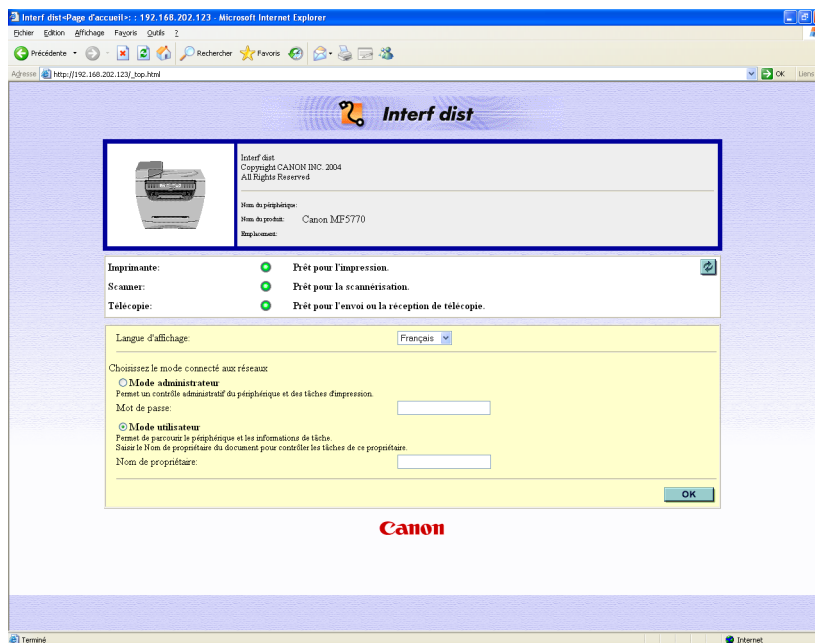 Interf dist<Page d'accueil>: : 192.168.202.123 - Microsoft Internet Explorer
Fichier Edition Affichage Favoris Outils ?
Précédente Rechercher Favoris
Adresse http://192.168.202.123/_top.html OK Liens
Interf dist
Interf dist
Copyright CANON INC. 2004
All Rights Reserved
Nom du périphérique:
Nom du produit: Canon MF5770
Emplacement:
Imprimante: Prêt pour l'impression.
Scanner: Prêt pour la scannérisation.
Télécopie: Prêt pour l'envoi ou la réception de télécopie.
Langue d'affichage: Français
Choisissez le mode connecté aux réseaux
Mode administrateur
Permet un contrôle administratif du périphérique et des tâches d'impression.
Mot de passe:
Mode utilisateur
Permet de parcourir le périphérique et les informations de tâche.
Saisir le Nom de propriétaire du document pour contrôler les tâches de ce propriétaire.
Nom de propriétaire:
OK
Canon
Terminé Internet